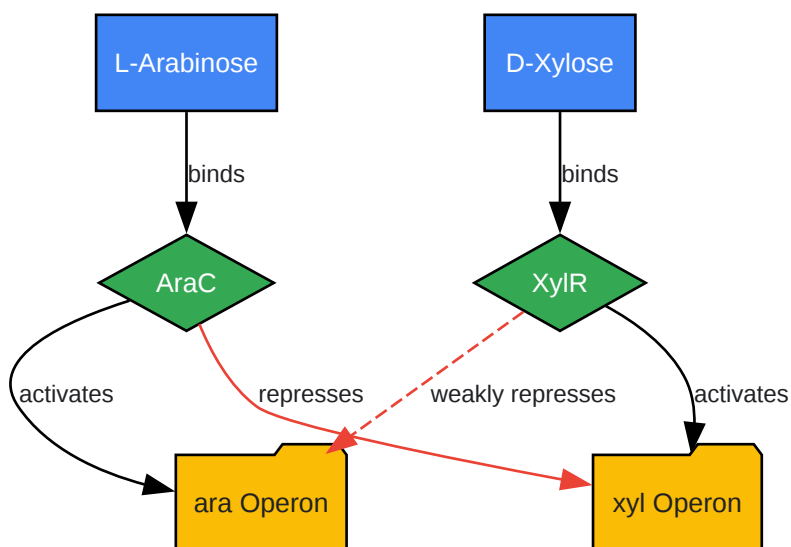 L-Arabinose
D-Xylose
binds
binds
AraC
XylR
activates
represses
weakly represses
activates
ara Operon
xyl Operon